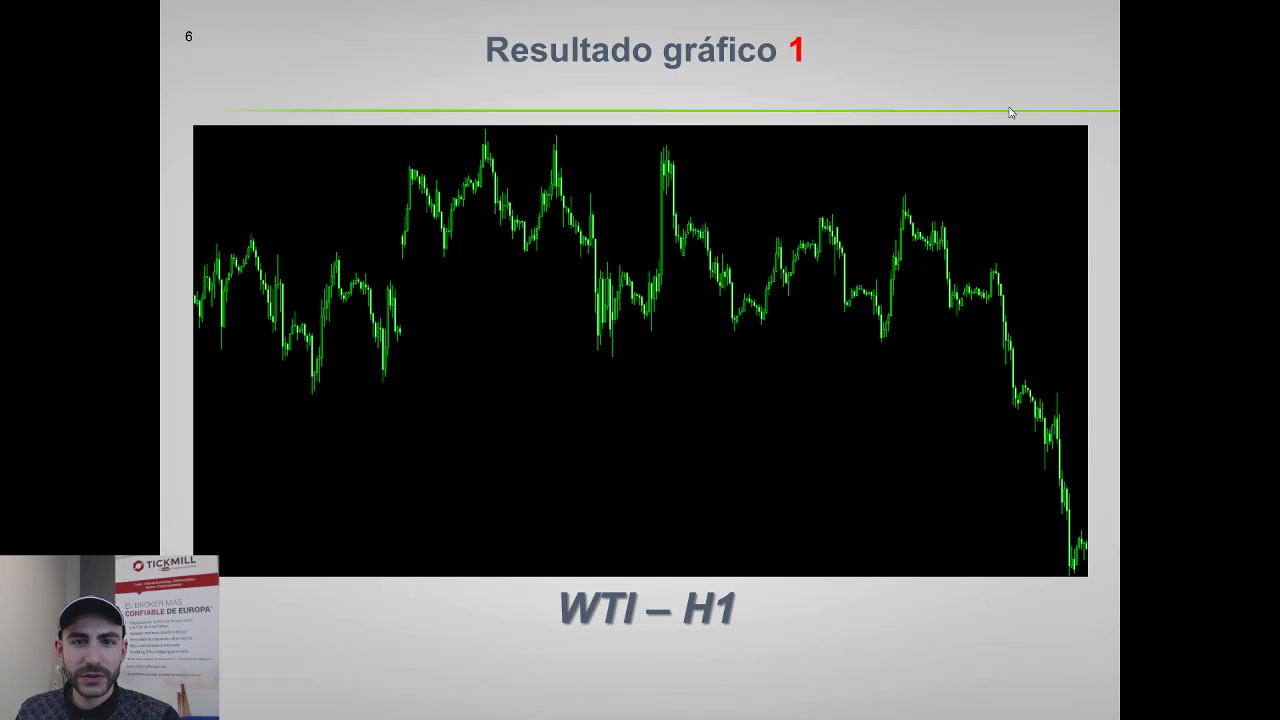 6
Resultado gráfico 1
WTI – H1
TICKMILL
EL BROKER MÁS
CONFIABLE DE EUROPA*